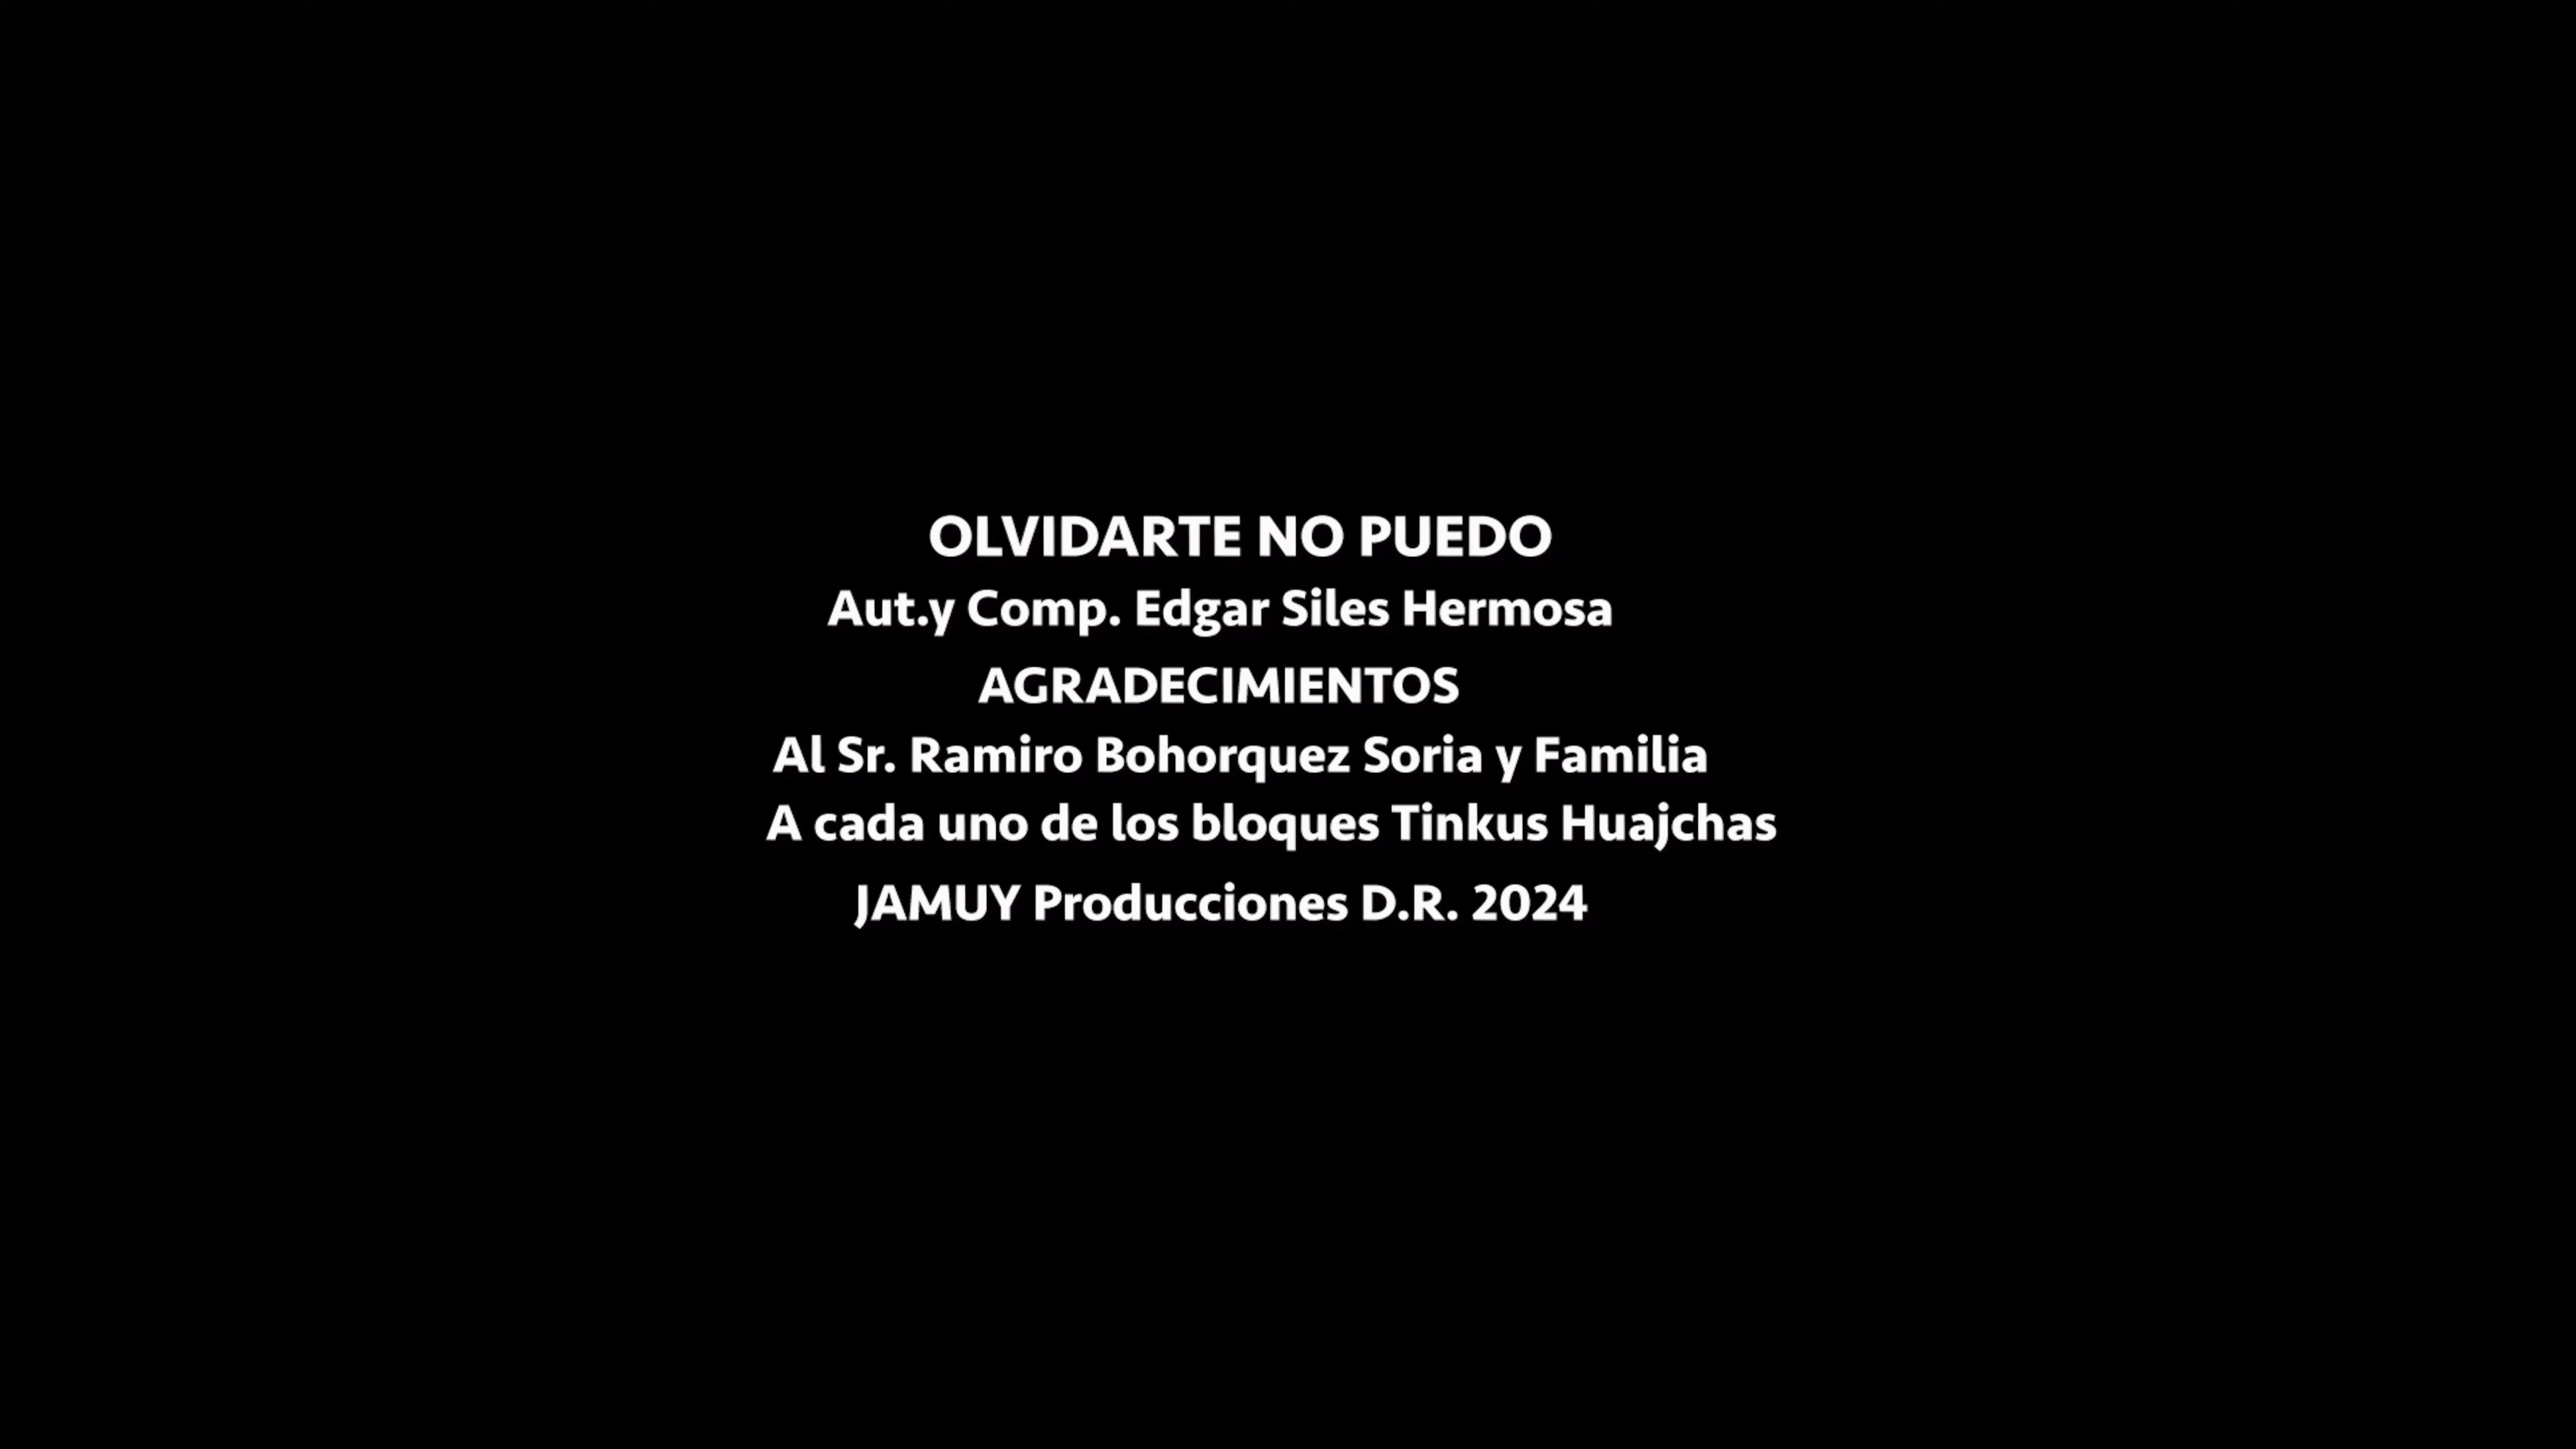 OLVIDARTE NO PUEDO
Aut.y Comp. Edgar Siles Hermosa
AGRADECIMIENTOS
Al Sr. Ramiro Bohorquez Soria y Familia
A cada uno de los bloques Tinkus Huajchas
JAMUY Producciones D.R. 2024